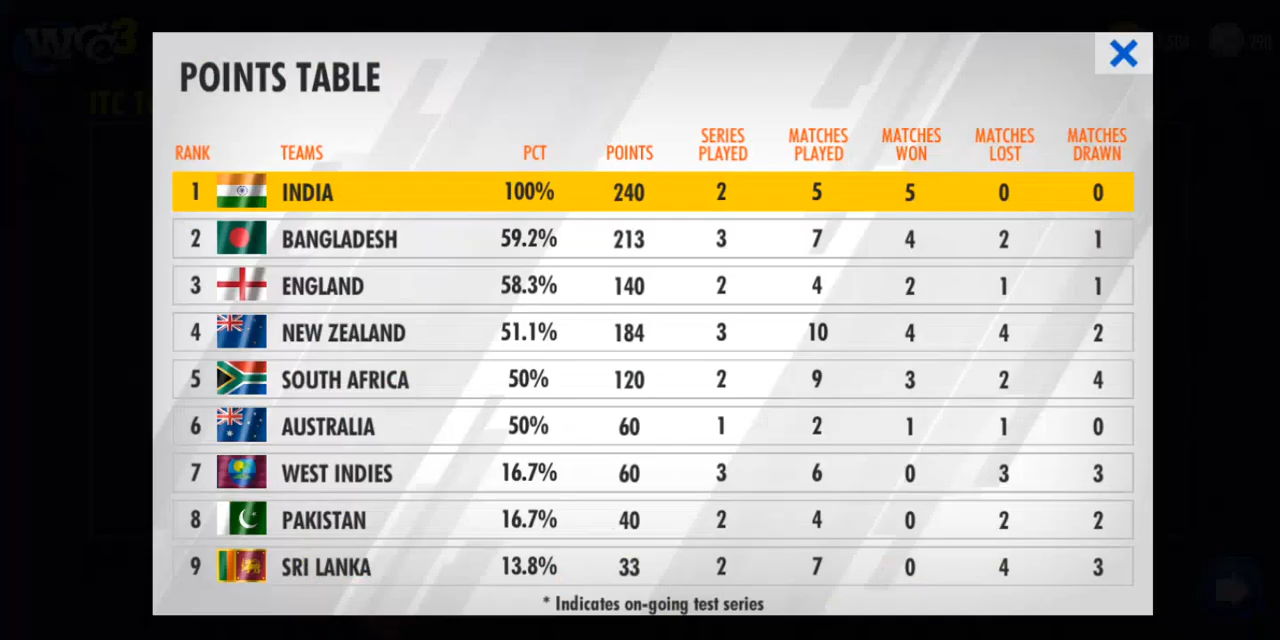 WCC3
POINTS TABLE
RANK TEAMS PCT POINTS SERIES PLAYED MATCHES PLAYED MATCHES WON MATCHES LOST MATCHES DRAWN
1 INDIA 100% 240 2 5 5 0 0
2 BANGLADESH 59.2% 213 3 7 4 2 1
3 ENGLAND 58.3% 140 2 4 2 1 1
4 NEW ZEALAND 51.1% 184 3 10 4 4 2
5 SOUTH AFRICA 50% 120 2 9 3 2 4
6 AUSTRALIA 50% 60 1 2 1 1 0
7 WEST INDIES 16.7% 60 3 6 0 3 3
8 PAKISTAN 16.7% 40 2 4 0 2 2
9 SRI LANKA 13.8% 33 2 7 0 4 3
* Indicates on-going test series